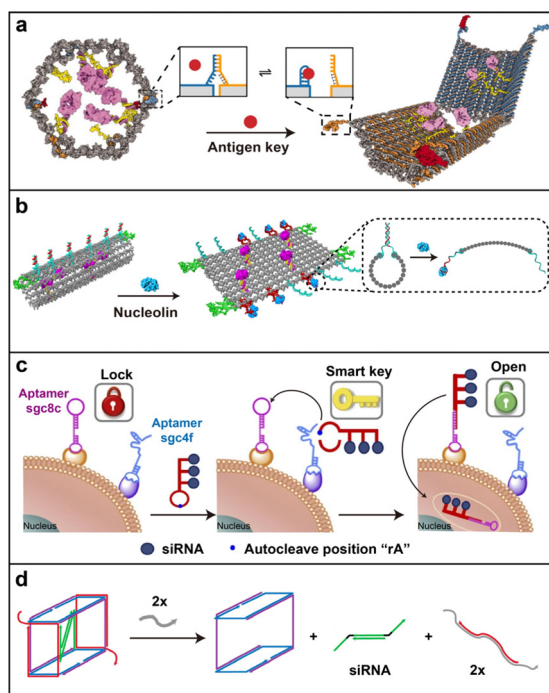 a
⇌
Antigen key
b
Nucleolin
c
Lock
Aptamer
sgc8c
Aptamer
sgc4f
Smart key
Open
Nucleus
Nucleus
Nucleus
siRNA
Autocleave position “rA”
d
2x
+
+
siRNA
2x